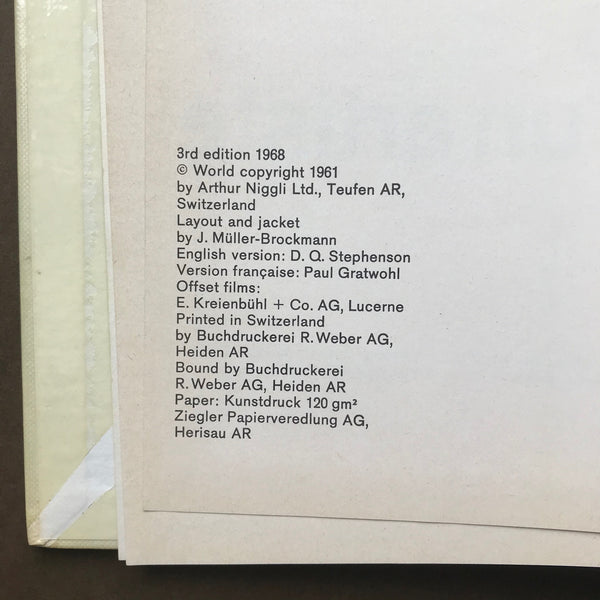 3rd edition 1968
© World copyright 1961
by Arthur Niggli Ltd., Teufen AR,
Switzerland
Layout and jacket
by J. Müller-Brockmann
English version: D. Q. Stephenson
Version française: Paul Gratwohl
Offset films:
E. Kreienbühl + Co. AG, Lucerne
Printed in Switzerland
by Buchdruckerei R. Weber AG,
Heiden AR
Bound by Buchdruckerei
R. Weber AG, Heiden AR
Paper: Kunstdruck 120 gm²
Ziegler Papierveredlung AG,
Herisau AR